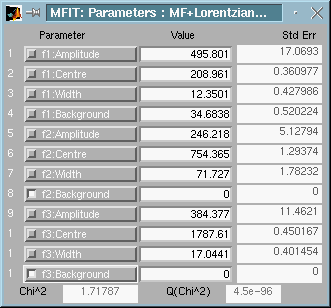 MFIT: Parameters : MF+Lorentzian...
Parameter Value Std Err
1 f1:Amplitude 495.801 17.0693
2 f1:Centre 208.961 0.360977
3 f1:Width 12.3501 0.427986
4 f1:Background 34.6838 0.520224
5 f2:Amplitude 246.218 5.12794
6 f2:Centre 754.365 1.29374
7 f2:Width 71.727 1.78232
8 f2:Background 0 0
9 f3:Amplitude 384.377 11.4621
1 f3:Centre 1787.61 0.450167
1 f3:Width 17.0441 0.401454
1 f3:Background 0 0
Chi^2 1.71787 Q(Chi^2) 4.5e-96